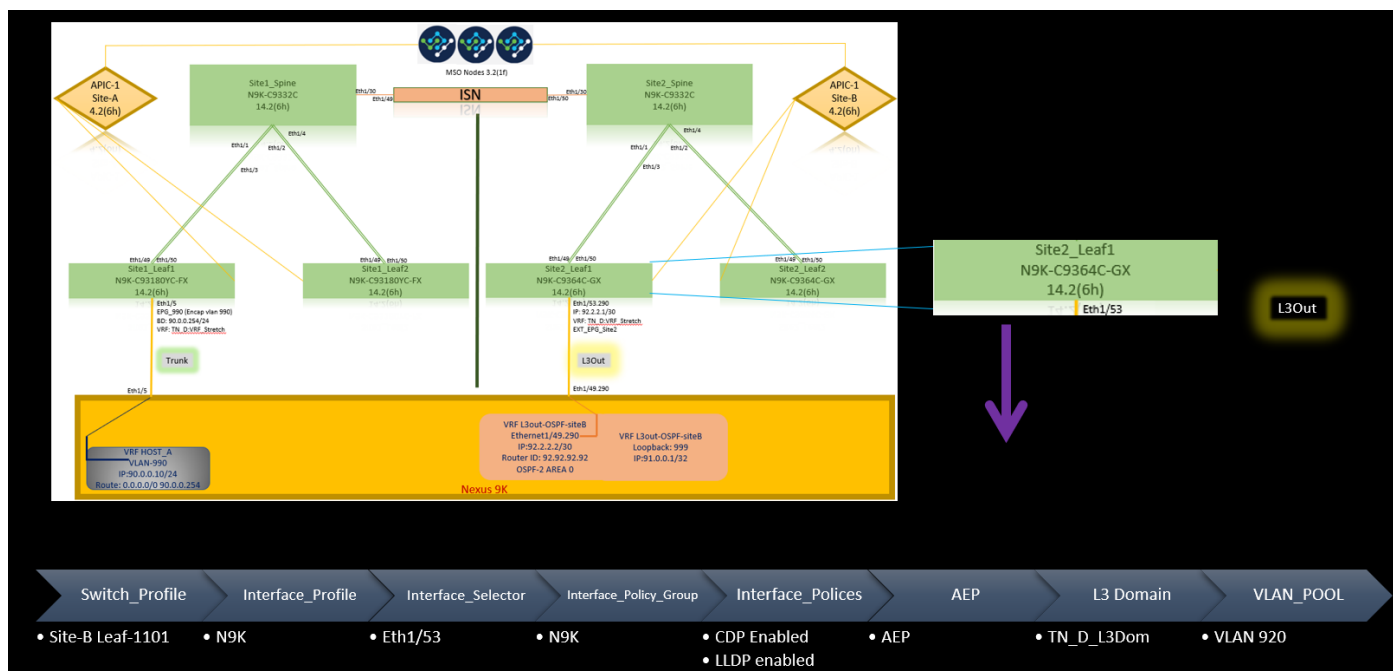 MSO Nodes 3.2(1f)
APIC-1
Site-A
4.2(6h)
Site1_Spine
N9K-C9332C
14.2(6h)
Eth1/30
Eth1/49
ISN
Eth1/50
Eth1/30
Site2_Spine
N9K-C9332C
14.2(6h)
APIC-1
Site-B
4.2(6h)
Eth1/1
Eth1/4
Eth1/2
Eth1/3
Eth1/1
Eth1/4
Eth1/2
Eth1/3
Eth1/49 Eth1/50
Site1_Leaf1
N9K-C93180YC-FX
14.2(6h)
Eth1/49 Eth1/50
Site1_Leaf2
N9K-C93180YC-FX
14.2(6h)
Eth1/49 Eth1/50
Site2_Leaf1
N9K-C9364C-GX
14.2(6h)
Eth1/49 Eth1/50
Site2_Leaf2
N9K-C9364C-GX
14.2(6h)
Eth1/5
EPG_990 (Encap vlan 990)
BD: 90.0.0.254/24
VRF: TN_D:VRF_Stretch
Eth1/53.290
IP: 92.2.2.1/30
VRF: TN_D:VRF_Stretch
EXT_EPG_Site2
Trunk
L3Out
Eth1/5
Eth1/49.290
VRF HOST_A
VLAN-990
IP:90.0.0.10/24
Route: 0.0.0.0/0 90.0.0.254
VRF L3out-OSPF-siteB
Ethernet1/49.290
IP:92.2.2.2/30
Router ID: 92.92.92.92
OSPF-2 AREA 0
VRF L3out-OSPF-siteB
Loopback: 999
IP:91.0.0.1/32
Nexus 9K
Site2_Leaf1
N9K-C9364C-GX
14.2(6h)
Eth1/53
L3Out
Switch_Profile
• Site-B Leaf-1101
Interface_Profile
• N9K
Interface_Selector
• Eth1/53
Interface_Policy_Group
• N9K
Interface_Polices
• CDP Enabled
• LLDP enabled
AEP
• AEP
L3 Domain
• TN_D_L3Dom
VLAN_POOL
• VLAN 920